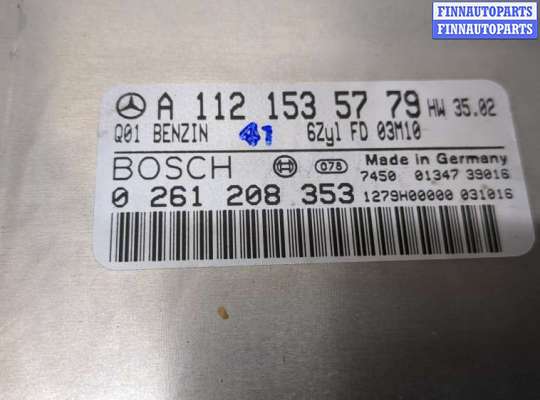 FINNAUTOPARTS
FINNAUTOPARTS
A 112 153 57 79 HW 35.02
Q01 BENZIN 41 6Zyl FD 03M10
BOSCH 078 Made in Germany
7450 01347 39016
0 261 208 353 1279H00000 031016